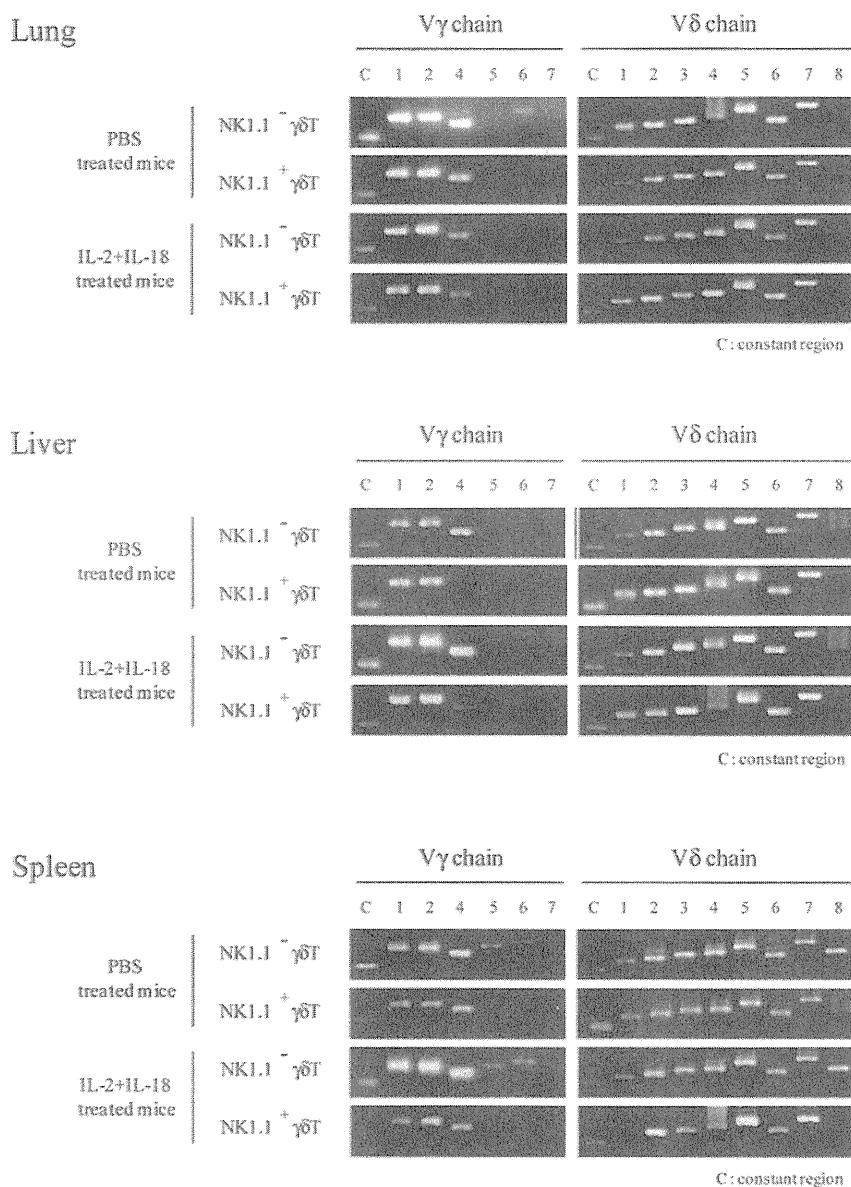 Lung
Vγ chain Vδ chain
C 1 2 4 5 6 7 C 1 2 3 4 5 6 7 8
PBS
treated mice
NK1.1 - γδT
NK1.1 + γδT
IL-2+IL-18
treated mice
NK1.1 - γδT
NK1.1 + γδT
C : constant region
Liver
Vγ chain Vδ chain
C 1 2 4 5 6 7 C 1 2 3 4 5 6 7 8
PBS
treated mice
NK1.1 - γδT
NK1.1 + γδT
IL-2+IL-18
treated mice
NK1.1 - γδT
NK1.1 + γδT
C : constant region
Spleen
Vγ chain Vδ chain
C 1 2 4 5 6 7 C 1 2 3 4 5 6 7 8
PBS
treated mice
NK1.1 - γδT
NK1.1 + γδT
IL-2+IL-18
treated mice
NK1.1 - γδT
NK1.1 + γδT
C : constant region